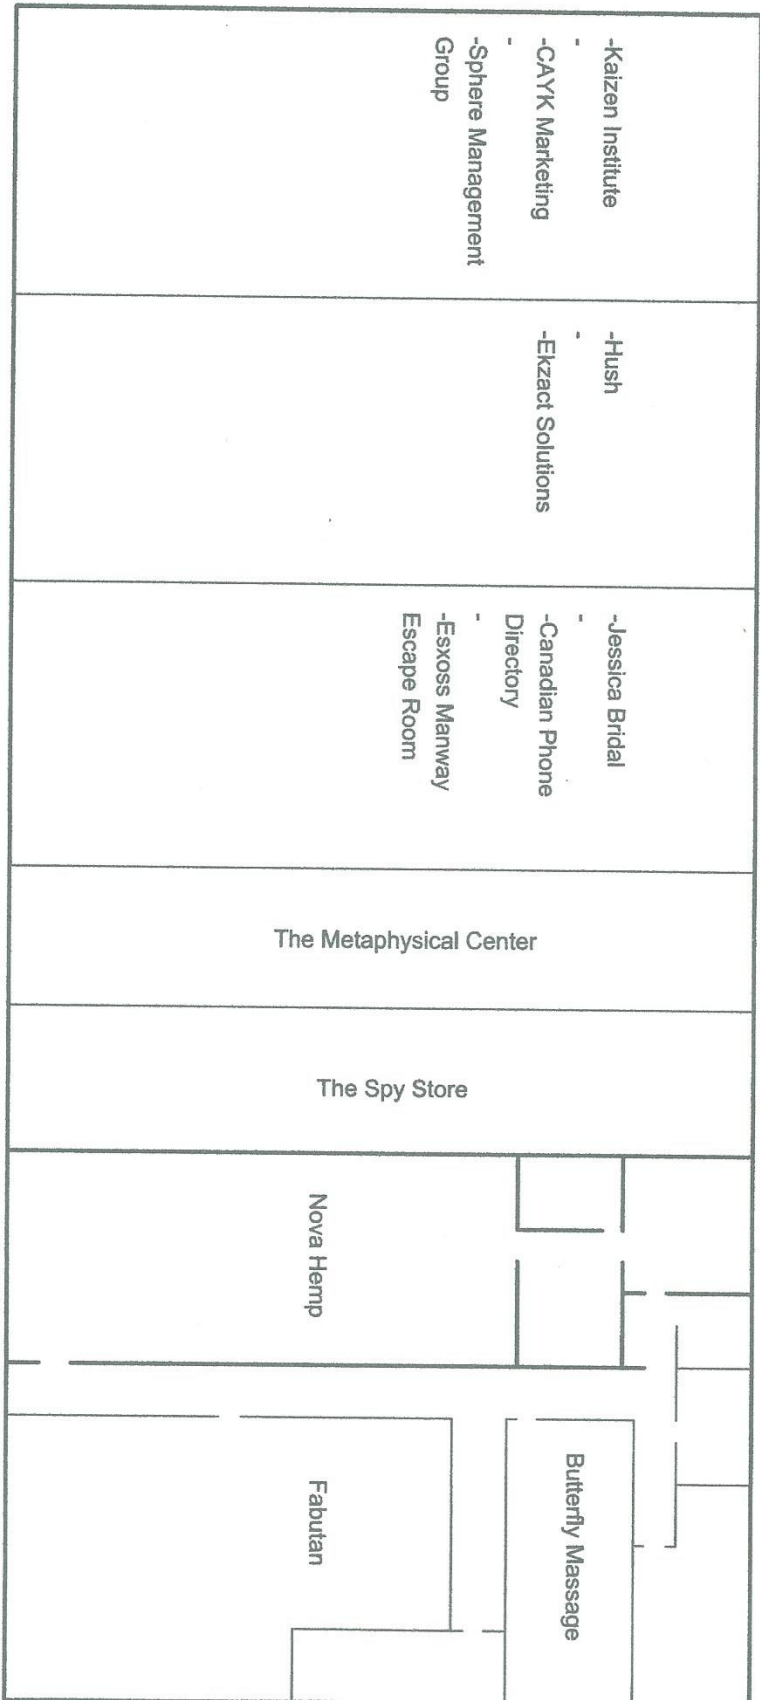 -Kaizen Institute
-
-CAYK Marketing
-
-Sphere Management
Group
-Hush
-
-Ekzact Solutions
-Jessica Bridal
-
-Canadian Phone
Directory
-
-Esxoss Manway
Escape Room
The Metaphysical Center
The Spy Store
Nova Hemp
Butterfly Massage
Fabutan